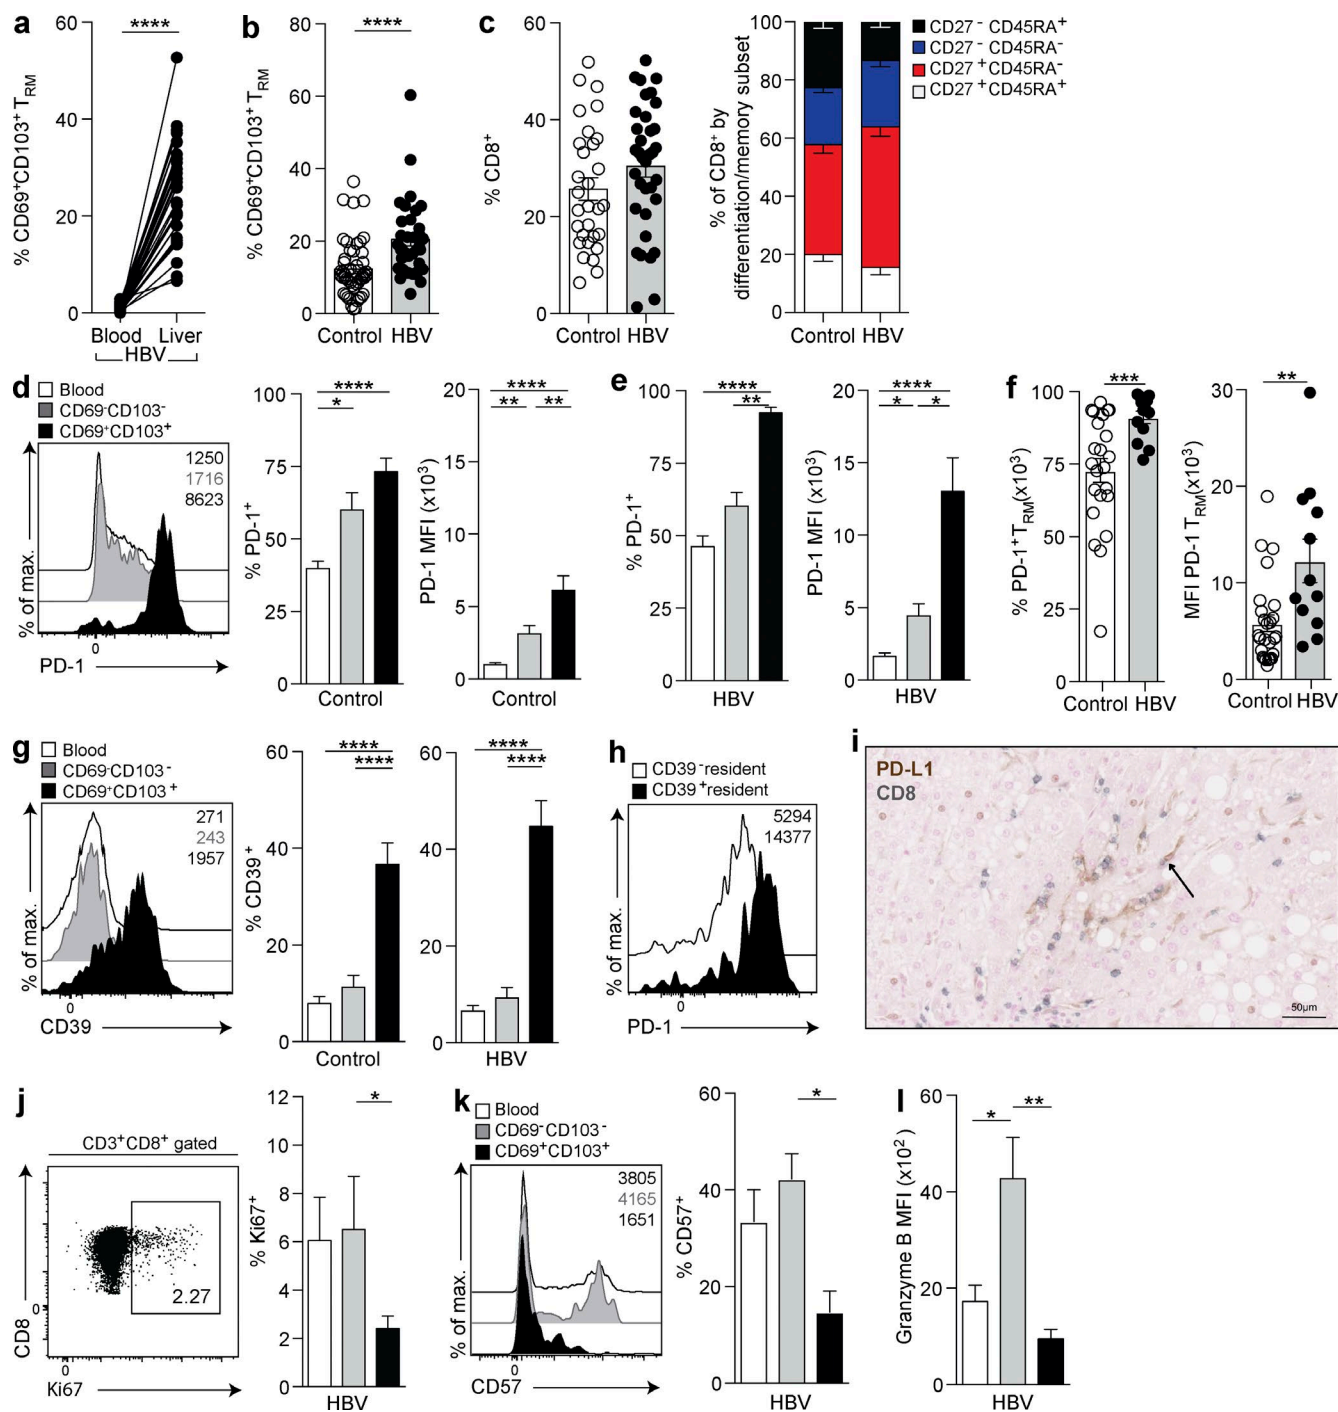 a
****
% CD69+CD103+ TRM
60
40
20
0
Blood Liver
HBV
b
****
% CD69+CD103+ TRM
80
60
40
20
0
Control HBV
c
% CD8+
60
40
20
0
Control HBV
% of CD8+ by
differentiation/memory subset
100
80
60
40
20
0
Control HBV
CD27- CD45RA+
CD27- CD45RA-
CD27+CD45RA-
CD27+CD45RA+
d
Blood
CD69-CD103-
CD69+CD103+
1250
1716
8623
% of max.
0
PD-1
% PD-1+
100
75
50
25
0
****
*
Control
PD-1 MFI (x10³)
20
15
10
5
0
****
** **
Control
e
% PD-1+
100
75
50
25
0
****
**
HBV
PD-1 MFI (x10³)
20
15
10
5
0
****
* *
HBV
f
% PD-1+TRM(x10³)
100
75
50
25
0
***
Control HBV
MFI PD-1 TRM(x10³)
30
20
10
0
**
Control HBV
g
Blood
CD69-CD103-
CD69+CD103+
271
243
1957
% of max.
0
CD39
% CD39+
60
40
20
0
****
****
Control
60
40
20
0
****
****
HBV
h
CD39-resident
CD39+resident
5294
14377
% of max.
0
PD-1
i
PD-L1
CD8
50µm
j
CD3+CD8+ gated
2.27
CD8
0
0
Ki67
% Ki67+
12
10
8
6
4
2
0
*
HBV
k
Blood
CD69-CD103-
CD69+CD103+
3805
4165
1651
% of max.
0
CD57
% CD57+
60
40
20
0
*
HBV
l
Granzyme B MFI (x10²)
60
40
20
0
* **
HBV